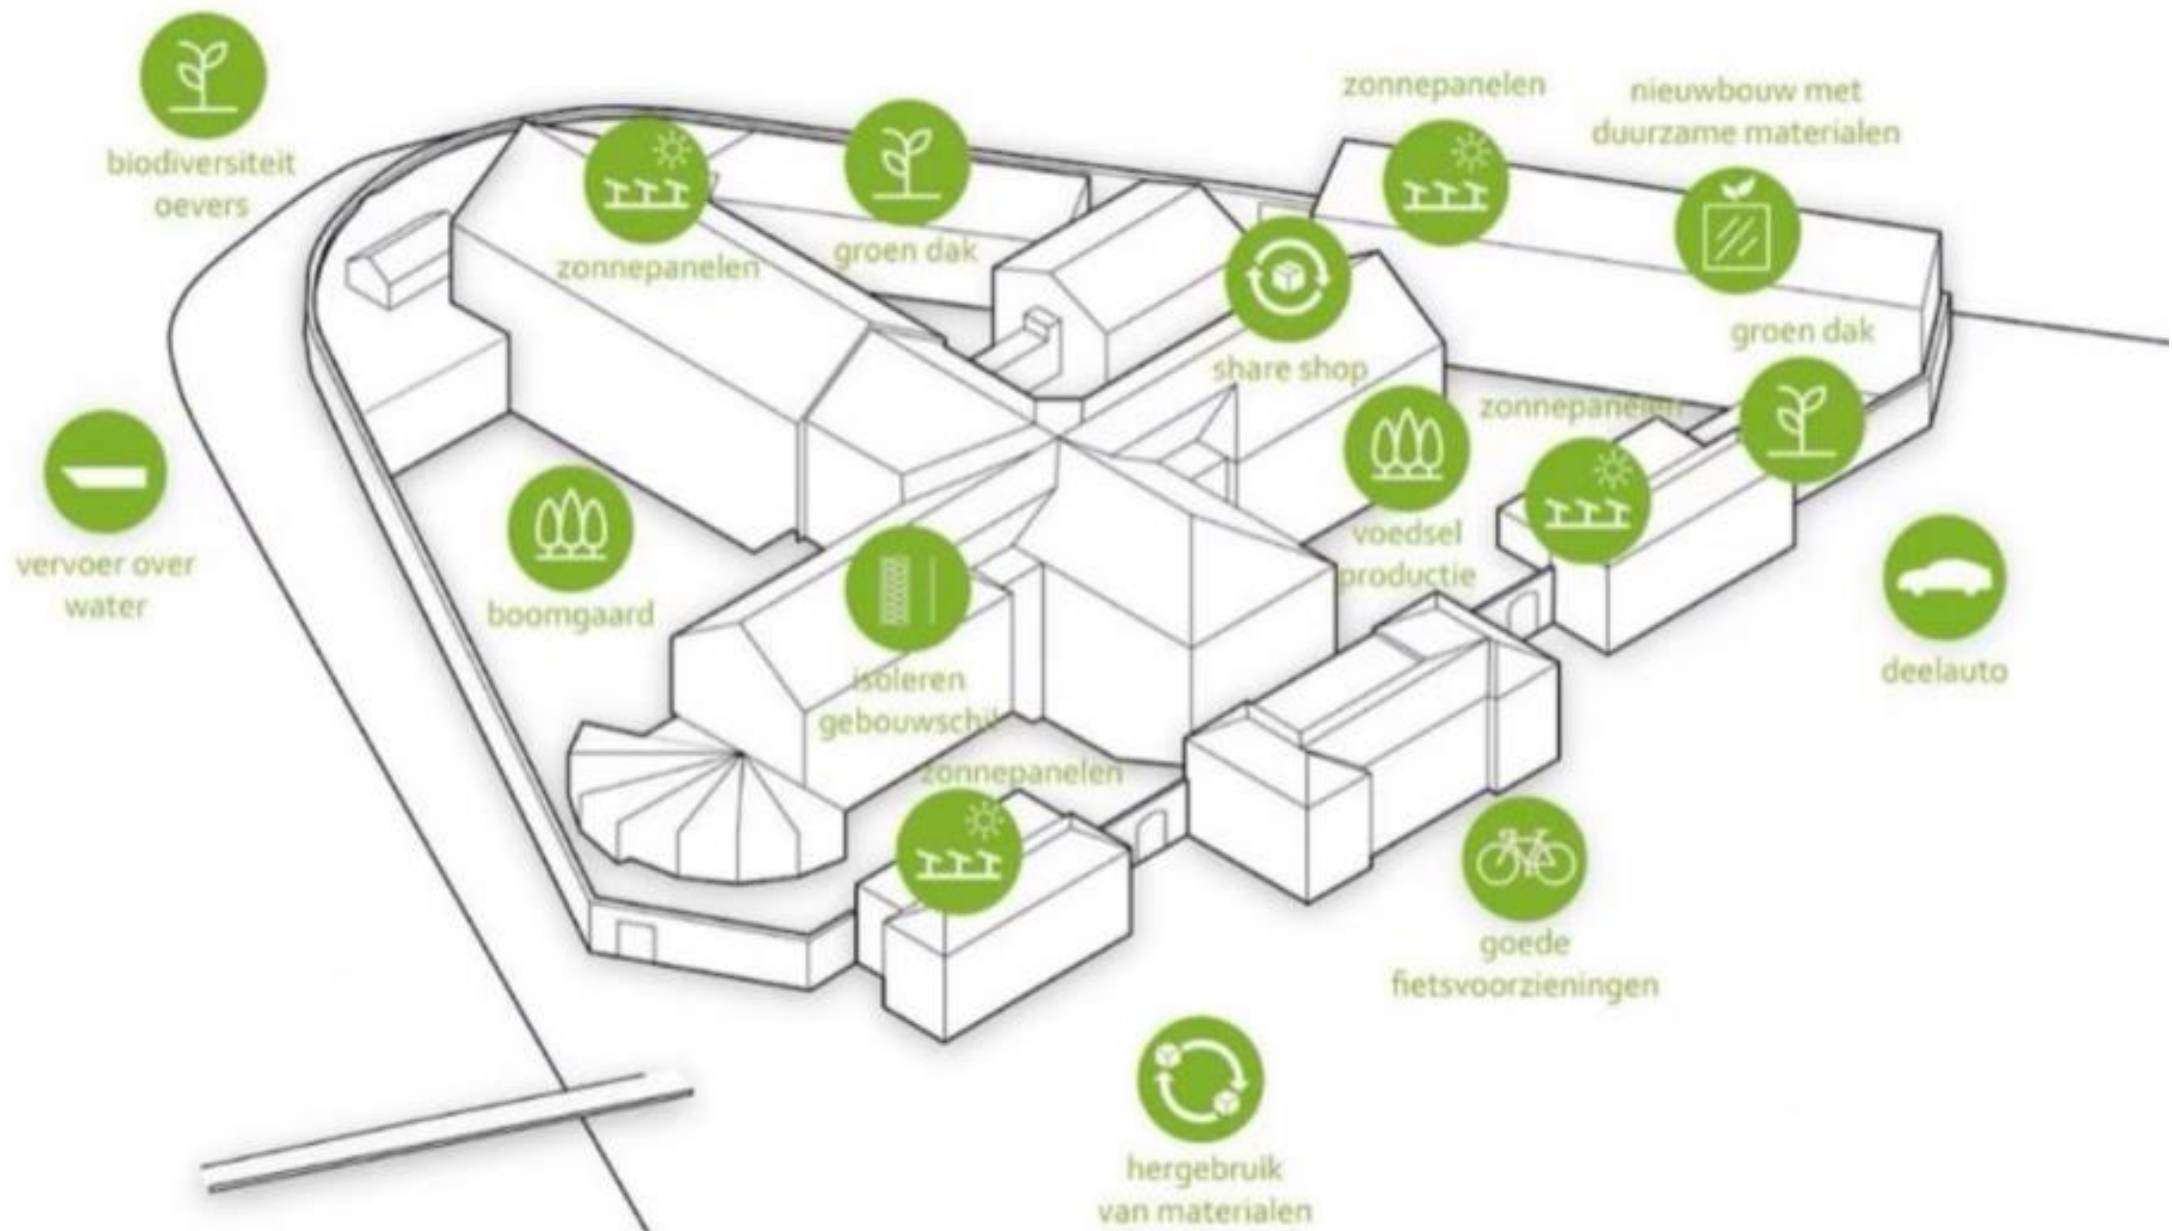 biodiversiteit
oevers
zonnepanelen
groen dak
zonnepanelen
nieuwbouw met
duurzame materialen
groen dak
share shop
zonnepanelen
vervoer over
water
boomgaard
voedsel
productie
isoleren
gebouwschil
deelauto
zonnepanelen
goede
fietsvoorzieningen
hergebruik
van materialen